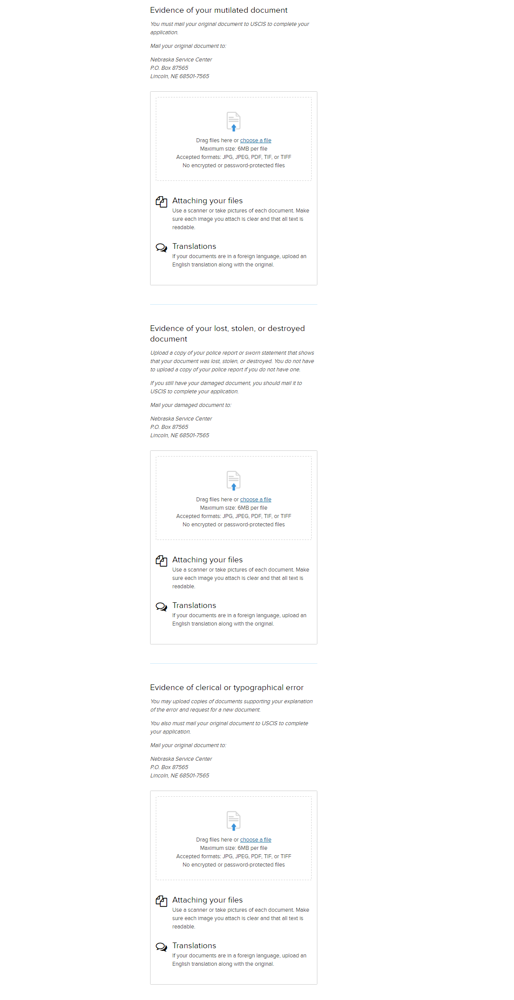 Evidence of your mutilated document
You must mail your original document to USCIS to complete your
application.
Mail your original document to:
Nebraska Service Center
P.O. Box 87565
Lincoln, NE 68501-7565
Drag files here or choose a file
Maximum size: 6MB per file
Accepted formats: JPG, JPEG, PDF, TIF, or TIFF
No encrypted or password-protected files
Attaching your files
Use a scanner or take pictures of each document. Make
sure each image you attach is clear and that all text is
readable.
Translations
If your documents are in a foreign language, upload an
English translation along with the original.
Evidence of your lost, stolen, or destroyed
document
Upload a copy of your police report or sworn statement that shows
that your document was lost, stolen, or destroyed. You do not have
to upload a copy of your police report if you do not have one.
If you still have your damaged document, you should mail it to
USCIS to complete your application.
Mail your damaged document to:
Nebraska Service Center
P.O. Box 87565
Lincoln, NE 68501-7565
Drag files here or choose a file
Maximum size: 6MB per file
Accepted formats: JPG, JPEG, PDF, TIF, or TIFF
No encrypted or password-protected files
Attaching your files
Use a scanner or take pictures of each document. Make
sure each image you attach is clear and that all text is
readable.
Translations
If your documents are in a foreign language, upload an
English translation along with the original.
Evidence of clerical or typographical error
You may upload copies of documents supporting your explanation
of the error and request for a new document.
You also must mail your original document to USCIS to complete
your application.
Mail your original document to:
Nebraska Service Center
P.O. Box 87565
Lincoln, NE 68501-7565
Drag files here or choose a file
Maximum size: 6MB per file
Accepted formats: JPG, JPEG, PDF, TIF, or TIFF
No encrypted or password-protected files
Attaching your files
Use a scanner or take pictures of each document. Make
sure each image you attach is clear and that all text is
readable.
Translations
If your documents are in a foreign language, upload an
English translation along with the original.